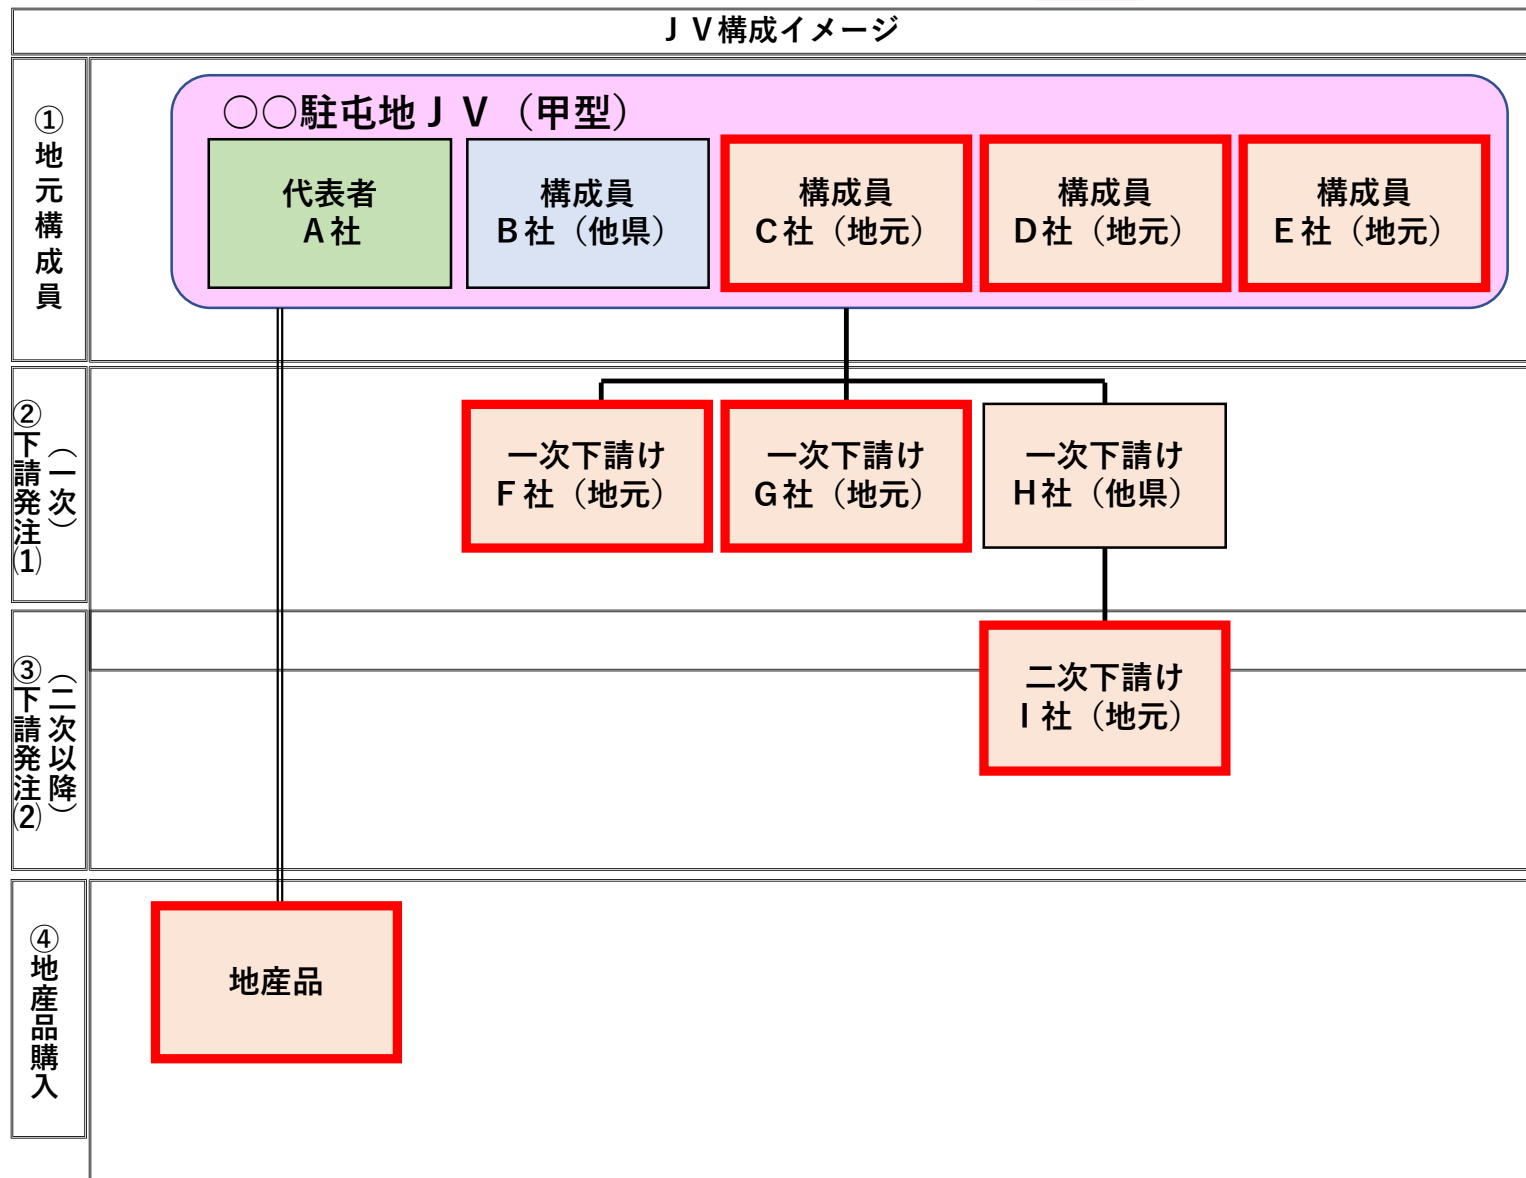 ＪＶ構成イメージ
①地元構成員
○○駐屯地ＪＶ（甲型）
代表者
Ａ社
構成員
Ｂ社（他県）
構成員
Ｃ社（地元）
構成員
Ｄ社（地元）
構成員
Ｅ社（地元）
②下請発注⑴
（一次）
一次下請け
Ｆ社（地元）
一次下請け
Ｇ社（地元）
一次下請け
Ｈ社（他県）
③下請発注⑵
（二次以降）
二次下請け
Ｉ社（地元）
④地産品購入
地産品